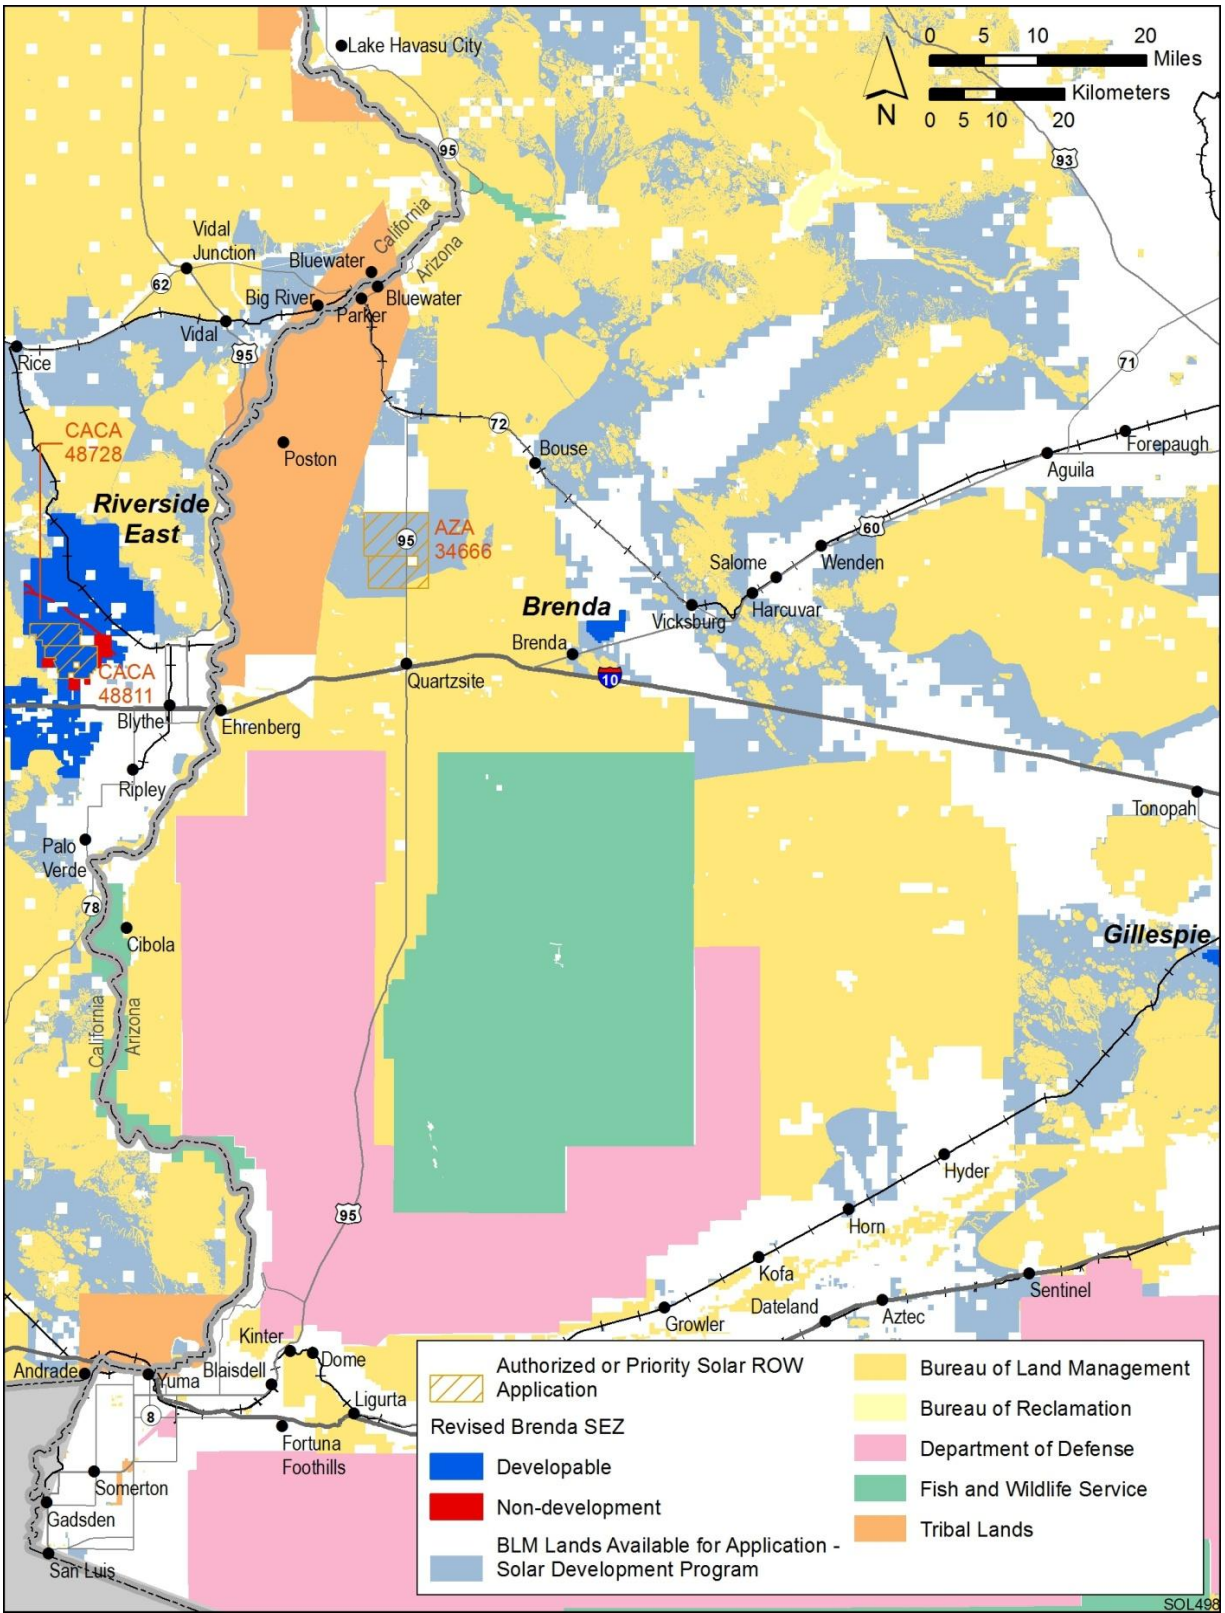 Lake Havasu City
0 5 10 20
Miles
Kilometers
0 5 10 20
N
95
93
California
Arizona
Vidal
Junction
Bluewater
62
Big River
Bluewater
Parker
Vidal
95
Rice
71
CACA
48728
72
Forepaugh
Poston
Bouse
Aguila
Riverside
East
95
AZA
34666
60
Wenden
Salome
Harcuvar
Brenda
Vicksburg
Brenda
10
Quartzsite
CACA
48811
Blythe
Ehrenberg
Ripley
Tonopah
Palo
Verde
78
Cibola
Gillespie
California
Arizona
Hyder
95
Horn
Kofa
Sentinel
Dateland
Aztec
Growler
Kinter
Dome
Andrade
Blaisdell
Yuma
Ligurta
8
Fortuna
Foothills
Somerton
Gadsden
San Luis
Authorized or Priority Solar ROW
Application
Revised Brenda SEZ
Developable
Non-development
BLM Lands Available for Application -
Solar Development Program
Bureau of Land Management
Bureau of Reclamation
Department of Defense
Fish and Wildlife Service
Tribal Lands
SOL498